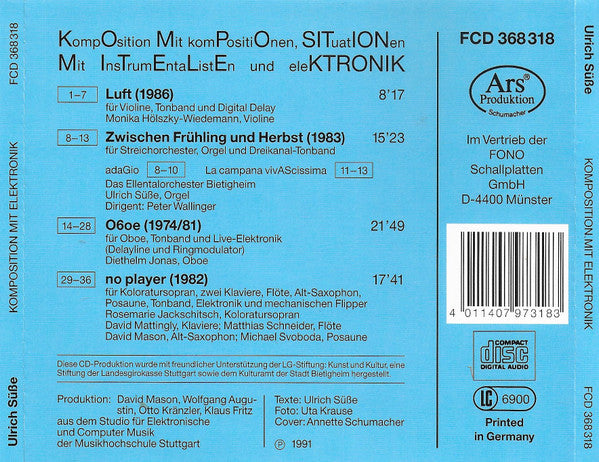 FCD 368 318
KOMPOSITION MIT ELEKTRONIK
Ulrich Süße
KompOsition Mit komPositiOnen, SITuatIONen
Mit InsTrumEntaListEn und eleKTRONIK
1–7 Luft (1986) 8'17
für Violine, Tonband und Digital Delay
Monika Hölszky-Wiedemann, Violine
8–13 Zwischen Frühling und Herbst (1983) 15'23
für Streichorchester, Orgel und Dreikanal-Tonband
adaGio 8–10 La campana vivAScissima 11–13
Das Ellentalorchester Bietigheim
Ulrich Süße, Orgel
Dirigent: Peter Wallinger
14–28 O6oe (1974/81) 21'49
für Oboe, Tonband und Live-Elektronik
(Delayline und Ringmodulator)
Diethelm Jonas, Oboe
29–36 no player (1982) 17'41
für Koloratursopran, zwei Klaviere, Flöte, Alt-Saxophon,
Posaune, Tonband, Elektronik und mechanischen Flipper
Rosemarie Jackschitsch, Koloratursopran
David Mattingly, Klaviere; Matthias Schneider, Flöte
David Mason, Alt-Saxophon; Michael Svoboda, Posaune
Diese CD-Produktion wurde mit freundlicher Unterstützung der LG-Stiftung: Kunst und Kultur, eine
Stiftung der Landesgirokasse Stuttgart sowie dem Kulturamt der Stadt Bietigheim hergestellt.
Produktion: David Mason, Wolfgang Augu-
stin, Otto Kränzler, Klaus Fritz
aus dem Studio für Elektronische
und Computer Musik
der Musikhochschule Stuttgart
Texte: Ulrich Süße
Foto: Uta Krause
Cover: Annette Schumacher
Ⓟ 1991
FCD 368 318
Ars
Produktion
Schumacher
Im Vertrieb der
FONO
Schallplatten
GmbH
D-4400 Münster
4 011407 973183
COMPACT
disc
DIGITAL AUDIO
LC 6900
Printed
in Germany
Ulrich Süße
KOMPOSITION MIT ELEKTRONIK
FCD 368 318